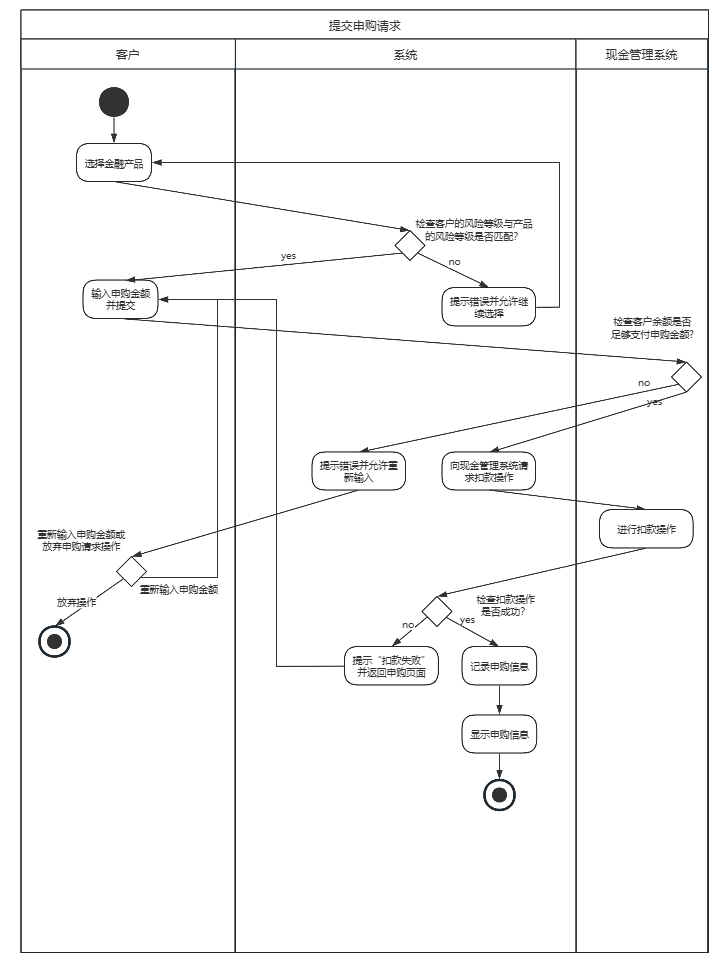 提交申购请求
客户
系统
现金管理系统
选择金融产品
检查客户的风险等级与产品
的风险等级是否匹配?
yes
no
输入申购金额
并提交
提示错误并允许继
续选择
检查客户余额是否
足够支付申购金额?
no
yes
提示错误并允许重
新输入
向现金管理系统请
求扣款操作
进行扣款操作
重新输入申购金额或
放弃申购请求操作
重新输入申购金额
放弃操作
检查扣款操作
是否成功?
no
yes
提示“扣款失败”
并返回申购页面
记录申购信息
显示申购信息